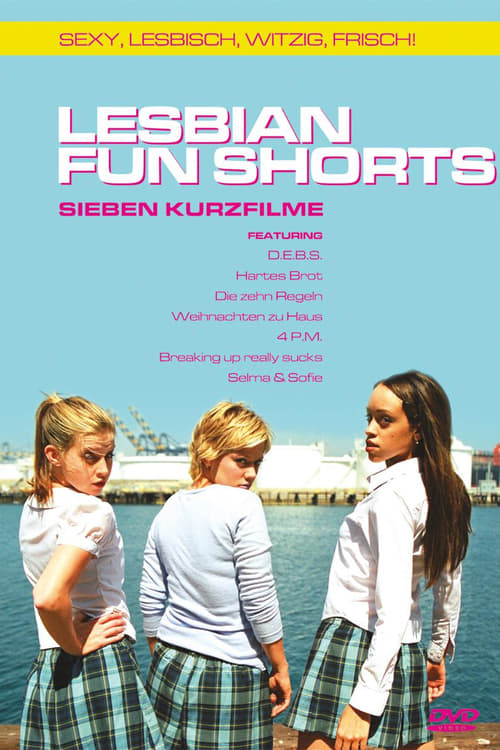 SEXY, LESBISCH, WITZIG, FRISCH!
LESBIAN
FUN SHORTS
SIEBEN KURZFILME
FEATURING
D.E.B.S.
Hartes Brot
Die zehn Regeln
Weihnachten zu Haus
4 P.M.
Breaking up really sucks
Selma & Sofie
DVD
VIDEO